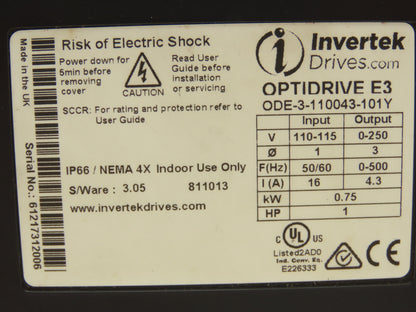 Made in the UK
Serial No.: 61217312006
Risk of Electric Shock
Power down for
5min before
removing
cover
CAUTION
Read User
Guide before
installation
or servicing
SCCR: For rating and protection refer to
User Guide
IP66 / NEMA 4X Indoor Use Only
S/Ware : 3.05 811013
www.invertekdrives.com
Invertek
Drives.com
OPTIDRIVE E3
ODE-3-110043-101Y
Input Output
V 110-115 0-250
Ø 1 3
F(Hz) 50/60 0-500
I (A) 16 4.3
kW 0.75
HP 1
C UL US
Listed2AD0
Ind. Conv. Eq.
E226333